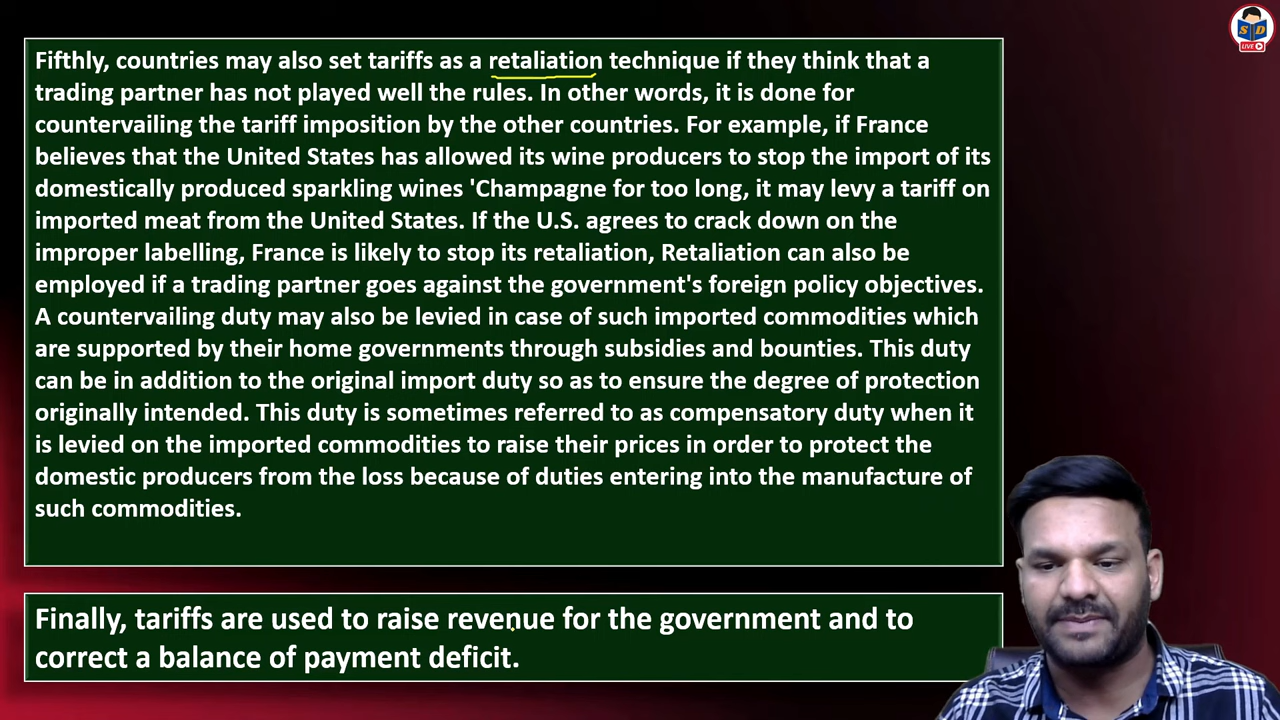 S D
LIVE
Fifthly, countries may also set tariffs as a retaliation technique if they think that a
trading partner has not played well the rules. In other words, it is done for
countervailing the tariff imposition by the other countries. For example, if France
believes that the United States has allowed its wine producers to stop the import of its
domestically produced sparkling wines 'Champagne for too long, it may levy a tariff on
imported meat from the United States. If the U.S. agrees to crack down on the
improper labelling, France is likely to stop its retaliation, Retaliation can also be
employed if a trading partner goes against the government's foreign policy objectives.
A countervailing duty may also be levied in case of such imported commodities which
are supported by their home governments through subsidies and bounties. This duty
can be in addition to the original import duty so as to ensure the degree of protection
originally intended. This duty is sometimes referred to as compensatory duty when it
is levied on the imported commodities to raise their prices in order to protect the
domestic producers from the loss because of duties entering into the manufacture of
such commodities.
Finally, tariffs are used to raise revenue for the government and to
correct a balance of payment deficit.